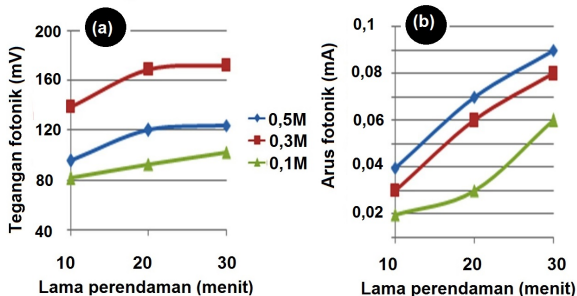 (a)
Tegangan fotonik (mV)
200
160
120
80
40
10 20 30
Lama perendaman (menit)
0,5M
0,3M
0,1M
(b)
Arus fotonik (mA)
0,1
0,08
0,06
0,04
0,02
10 20 30
Lama perendaman (menit)